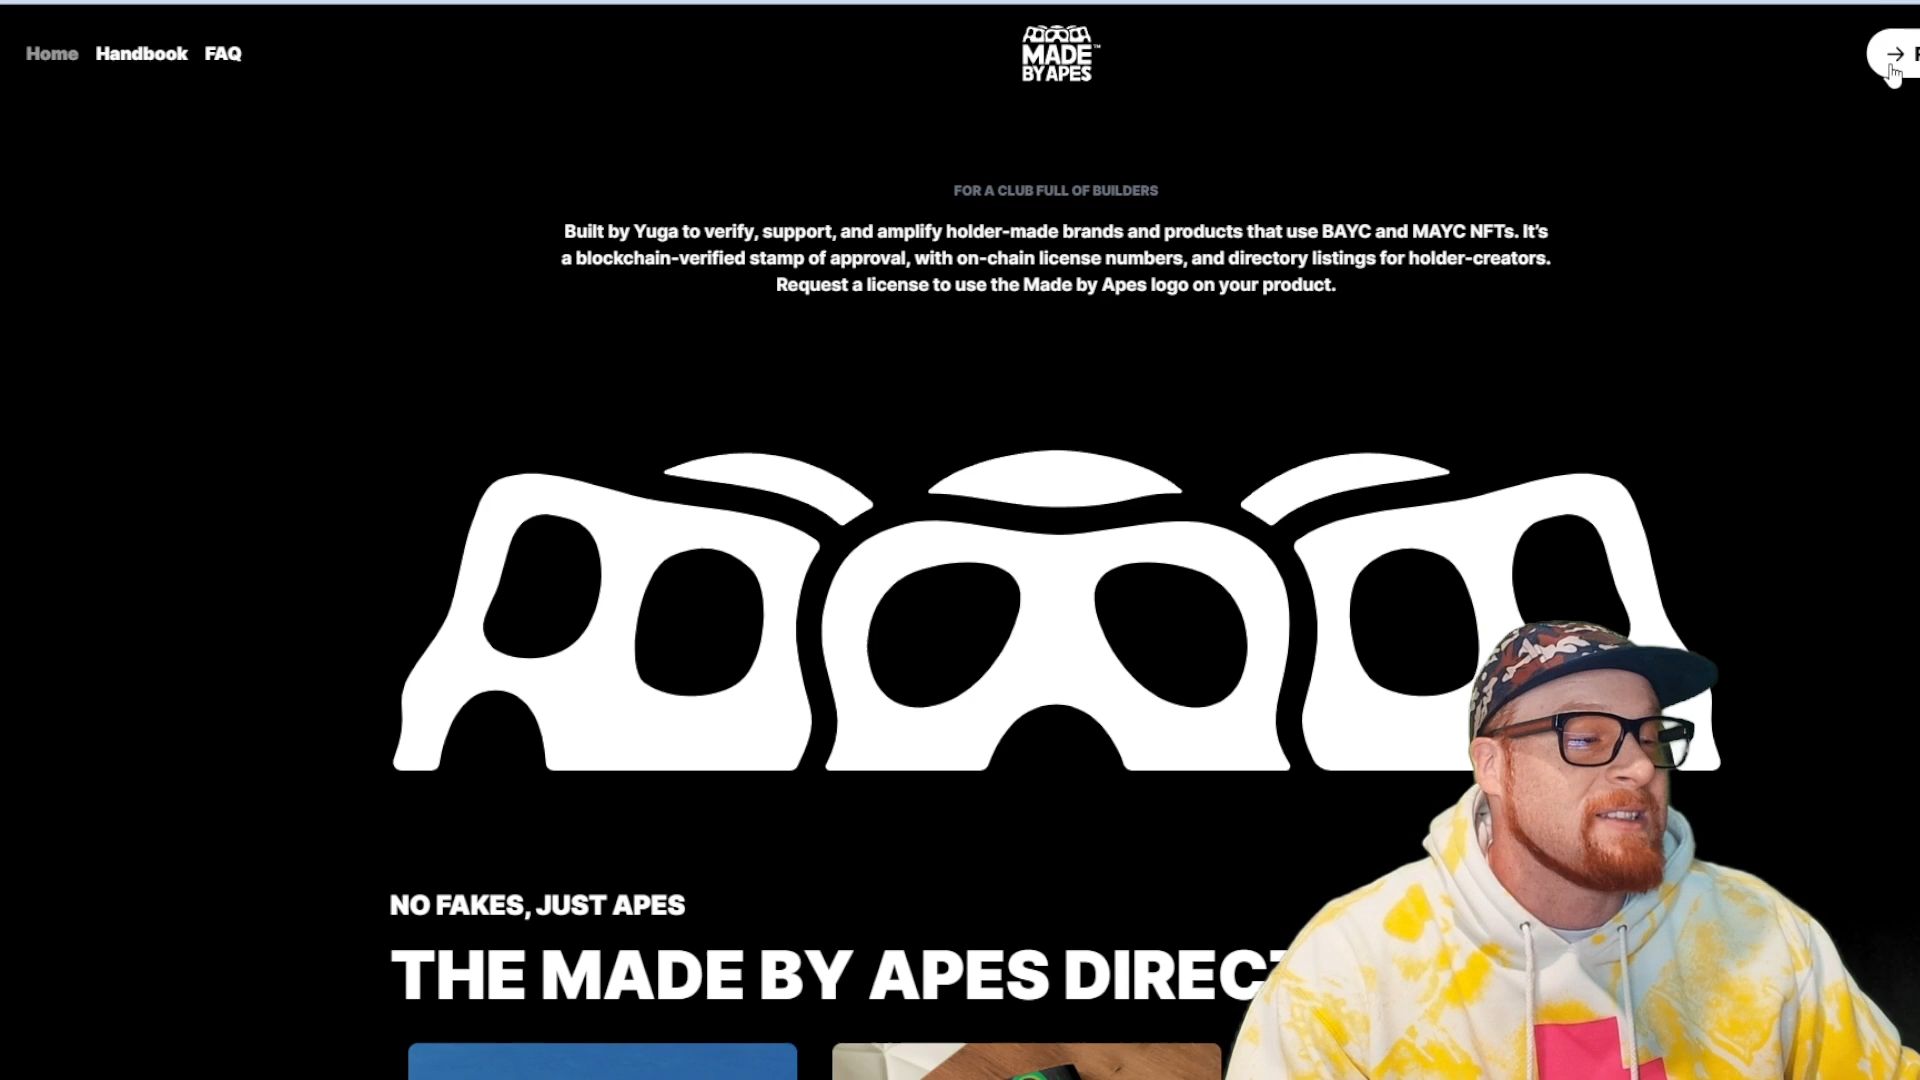 Home Handbook FAQ
MADE™
BY APES
FOR A CLUB FULL OF BUILDERS
Built by Yuga to verify, support, and amplify holder-made brands and products that use BAYC and MAYC NFTs. It's
a blockchain-verified stamp of approval, with on-chain license numbers, and directory listings for holder-creators.
Request a license to use the Made by Apes logo on your product.
NO FAKES, JUST APES
THE MADE BY APES